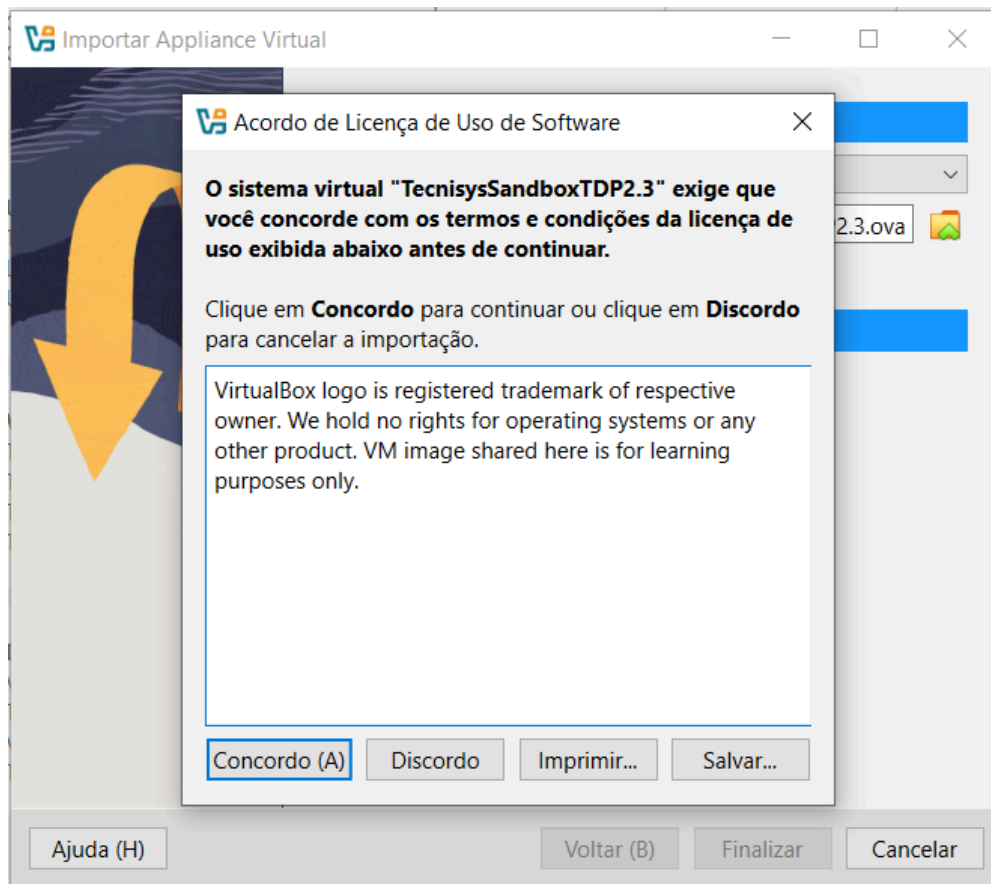 Importar Appliance Virtual
Acordo de Licença de Uso de Software
O sistema virtual "TecnisysSandboxTDP2.3" exige que
você concorde com os termos e condições da licença de
uso exibida abaixo antes de continuar.
2.3.ova
Clique em Concordo para continuar ou clique em Discordo
para cancelar a importação.
VirtualBox logo is registered trademark of respective
owner. We hold no rights for operating systems or any
other product. VM image shared here is for learning
purposes only.
Concordo (A) Discordo Imprimir... Salvar...
Ajuda (H) Voltar (B) Finalizar Cancelar